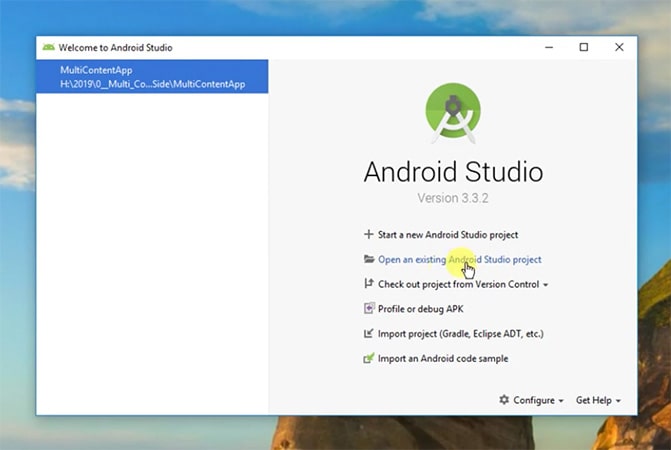 Welcome to Android Studio
MultiContentApp
H:\2019\0__Multi_Co...Side\MultiContentApp
Android Studio
Version 3.3.2
Start a new Android Studio project
Open an existing Android Studio project
Check out project from Version Control
Profile or debug APK
Import project (Gradle, Eclipse ADT, etc.)
Import an Android code sample
Configure
Get Help